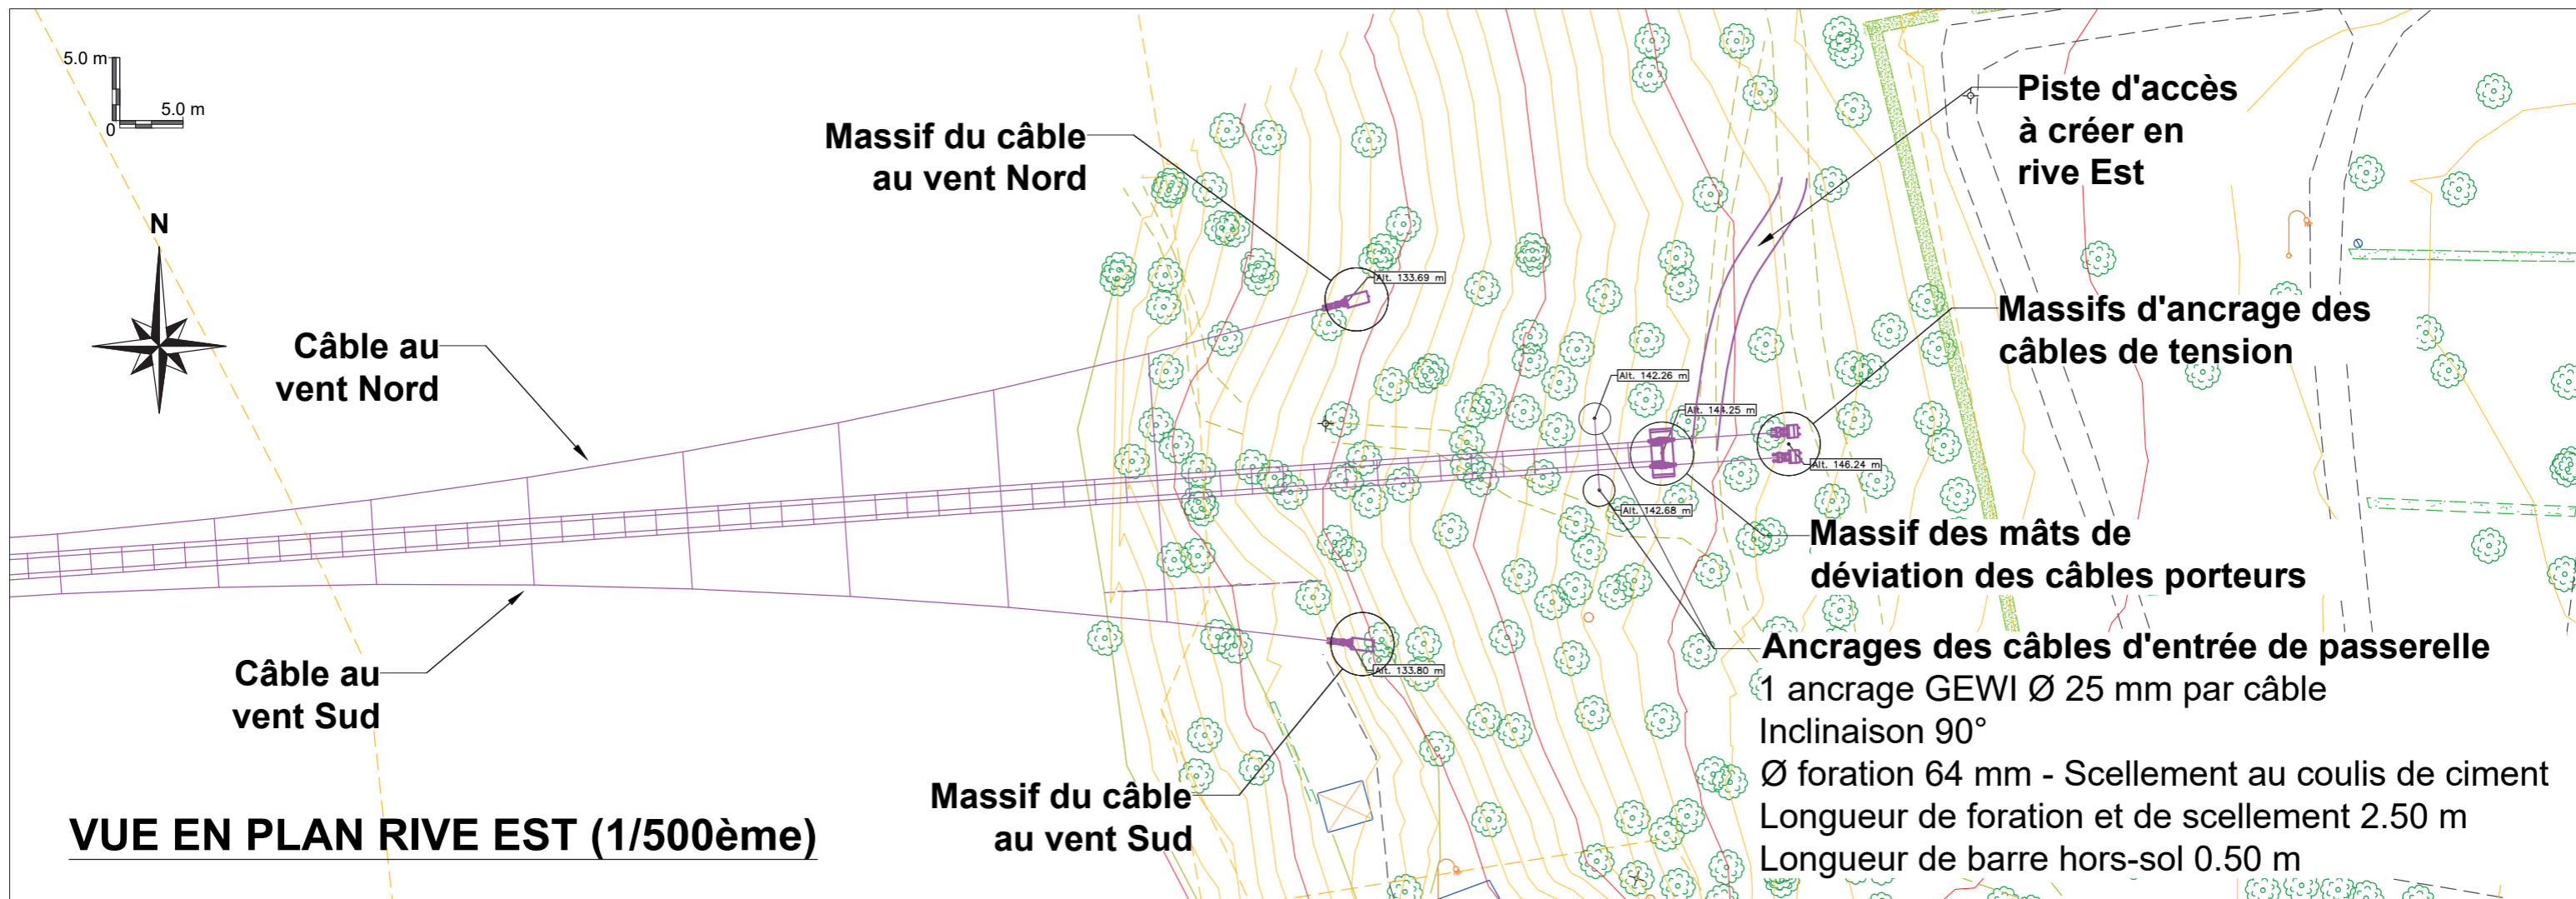 5.0 m
5.0 m
0
N
Massif du câble
au vent Nord
Piste d'accès
à créer en
rive Est
Alt. 133.69 m
Massifs d'ancrage des
câbles de tension
Câble au
vent Nord
Alt. 142.26 m
Alt. 144.25 m
Alt. 146.24 m
Alt. 142.68 m
Massif des mâts de
déviation des câbles porteurs
Câble au
vent Sud
Alt. 133.80 m
Ancrages des câbles d'entrée de passerelle
1 ancrage GEWI Ø 25 mm par câble
Inclinaison 90°
Ø foration 64 mm - Scellement au coulis de ciment
Longueur de foration et de scellement 2.50 m
Longueur de barre hors-sol 0.50 m
Massif du câble
au vent Sud
VUE EN PLAN RIVE EST (1/500ème)